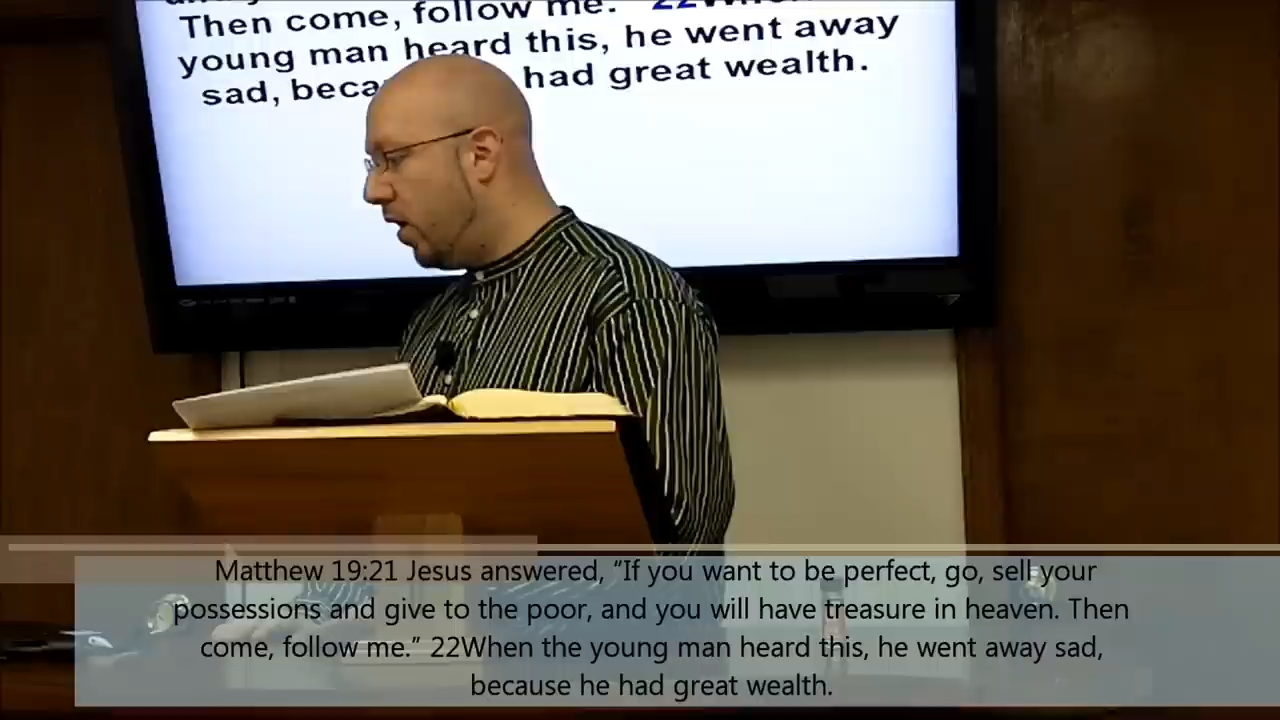 Then come, follow me.
young man heard this, he went away
sad, had great wealth.
Matthew 19:21 Jesus answered, “If you want to be perfect, go, sell your
possessions and give to the poor, and you will have treasure in heaven. Then
come, follow me.” 22When the young man heard this, he went away sad,
because he had great wealth.